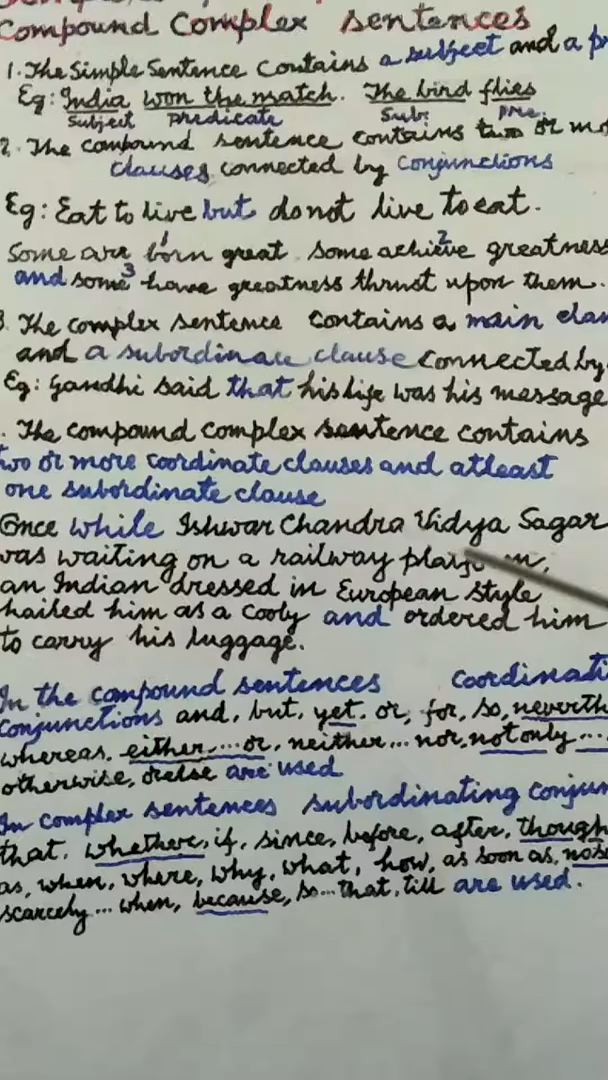 Compound Complex sentences
1. The Simple Sentence Contains a subject and a
Eg: India won the match. The bird flies
Subject Predicate Sub: Pre.
2. The compound sentence contains two or
clauses connected by Conjunctions
Eg: Eat to live but do not live to eat.
1 2
Some are born great some achieve greatness
and some 3 have greatness thrust upon them.
3. The complex sentence contains a main
and a subordinate clause connected by
Eg: Gandhi said that his life was his message
. The compound complex sentence contains
two or more coordinate clauses and atleast
one subordinate clause
Once while Ishwar Chandra Vidya Sagar
was waiting on a railway
an Indian dressed in European style
hailed him as a cooly and ordered him
to carry his luggage.
In the compound sentences
conjunctions and, but, yet, or, for, so,
whereas, either...or, neither... nor, not only ...
otherwise, orelse are used
In complex sentences subordinating
that, whether, if, since, before, after, though
as, when, where, why, what, how, as soon as,
scarcely... when, because, so...that, till are used.